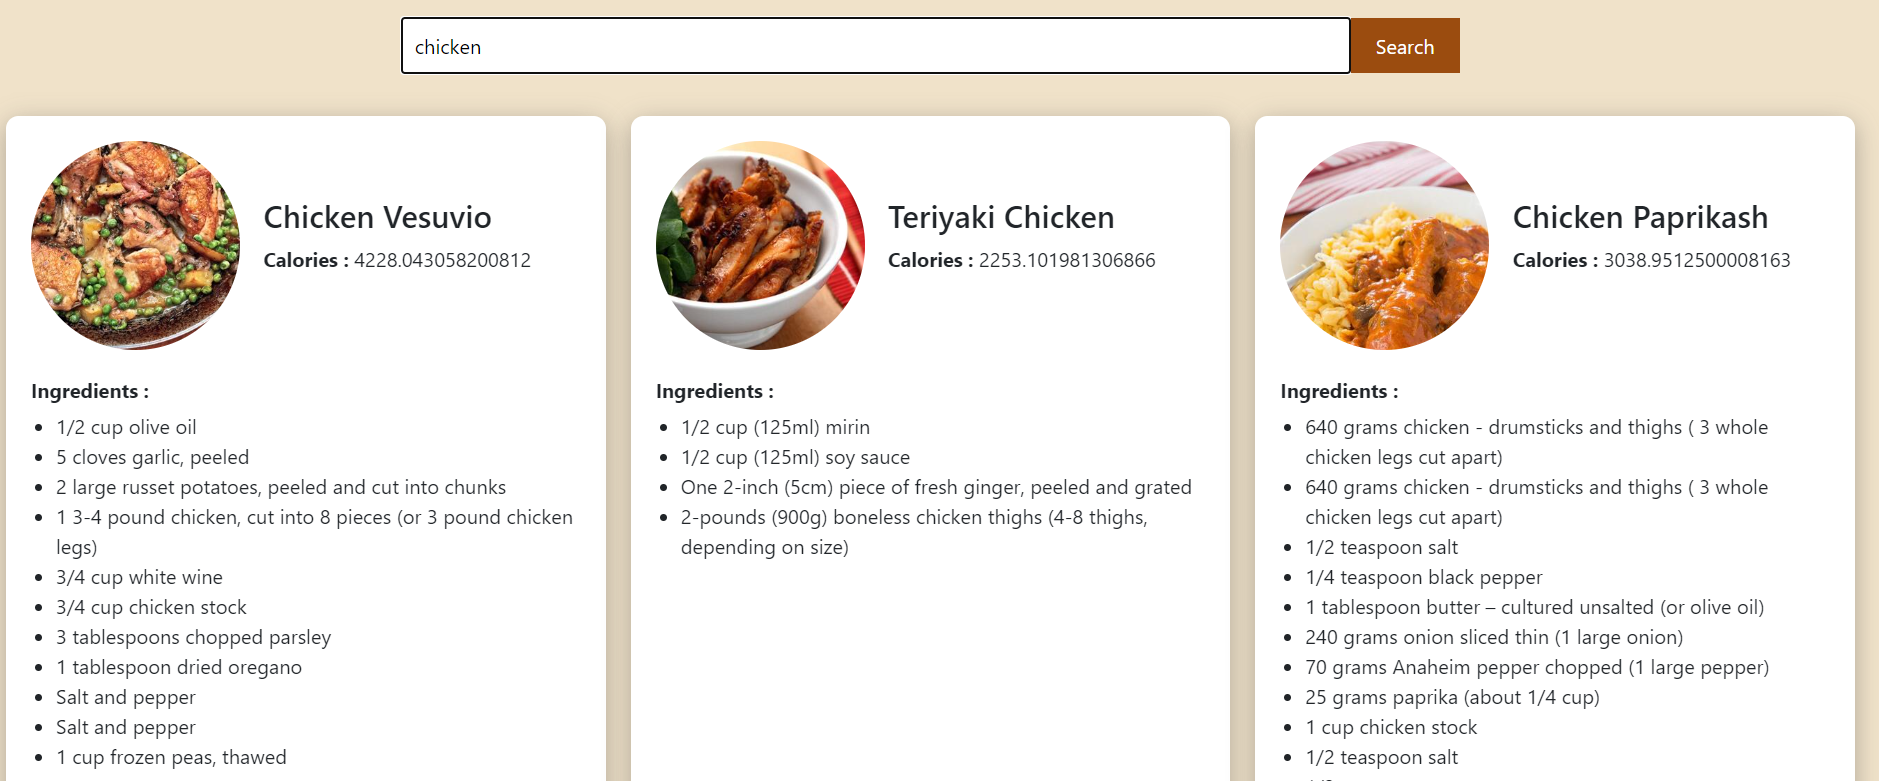 chicken
Search
Chicken Vesuvio
Calories : 4228.043058200812
Ingredients :
1/2 cup olive oil
5 cloves garlic, peeled
2 large russet potatoes, peeled and cut into chunks
1 3-4 pound chicken, cut into 8 pieces (or 3 pound chicken
legs)
3/4 cup white wine
3/4 cup chicken stock
3 tablespoons chopped parsley
1 tablespoon dried oregano
Salt and pepper
Salt and pepper
1 cup frozen peas, thawed
Teriyaki Chicken
Calories : 2253.101981306866
Ingredients :
1/2 cup (125ml) mirin
1/2 cup (125ml) soy sauce
One 2-inch (5cm) piece of fresh ginger, peeled and grated
2-pounds (900g) boneless chicken thighs (4-8 thighs,
depending on size)
Chicken Paprikash
Calories : 3038.9512500008163
Ingredients :
640 grams chicken - drumsticks and thighs ( 3 whole
chicken legs cut apart)
640 grams chicken - drumsticks and thighs ( 3 whole
chicken legs cut apart)
1/2 teaspoon salt
1/4 teaspoon black pepper
1 tablespoon butter – cultured unsalted (or olive oil)
240 grams onion sliced thin (1 large onion)
70 grams Anaheim pepper chopped (1 large pepper)
25 grams paprika (about 1/4 cup)
1 cup chicken stock
1/2 teaspoon salt